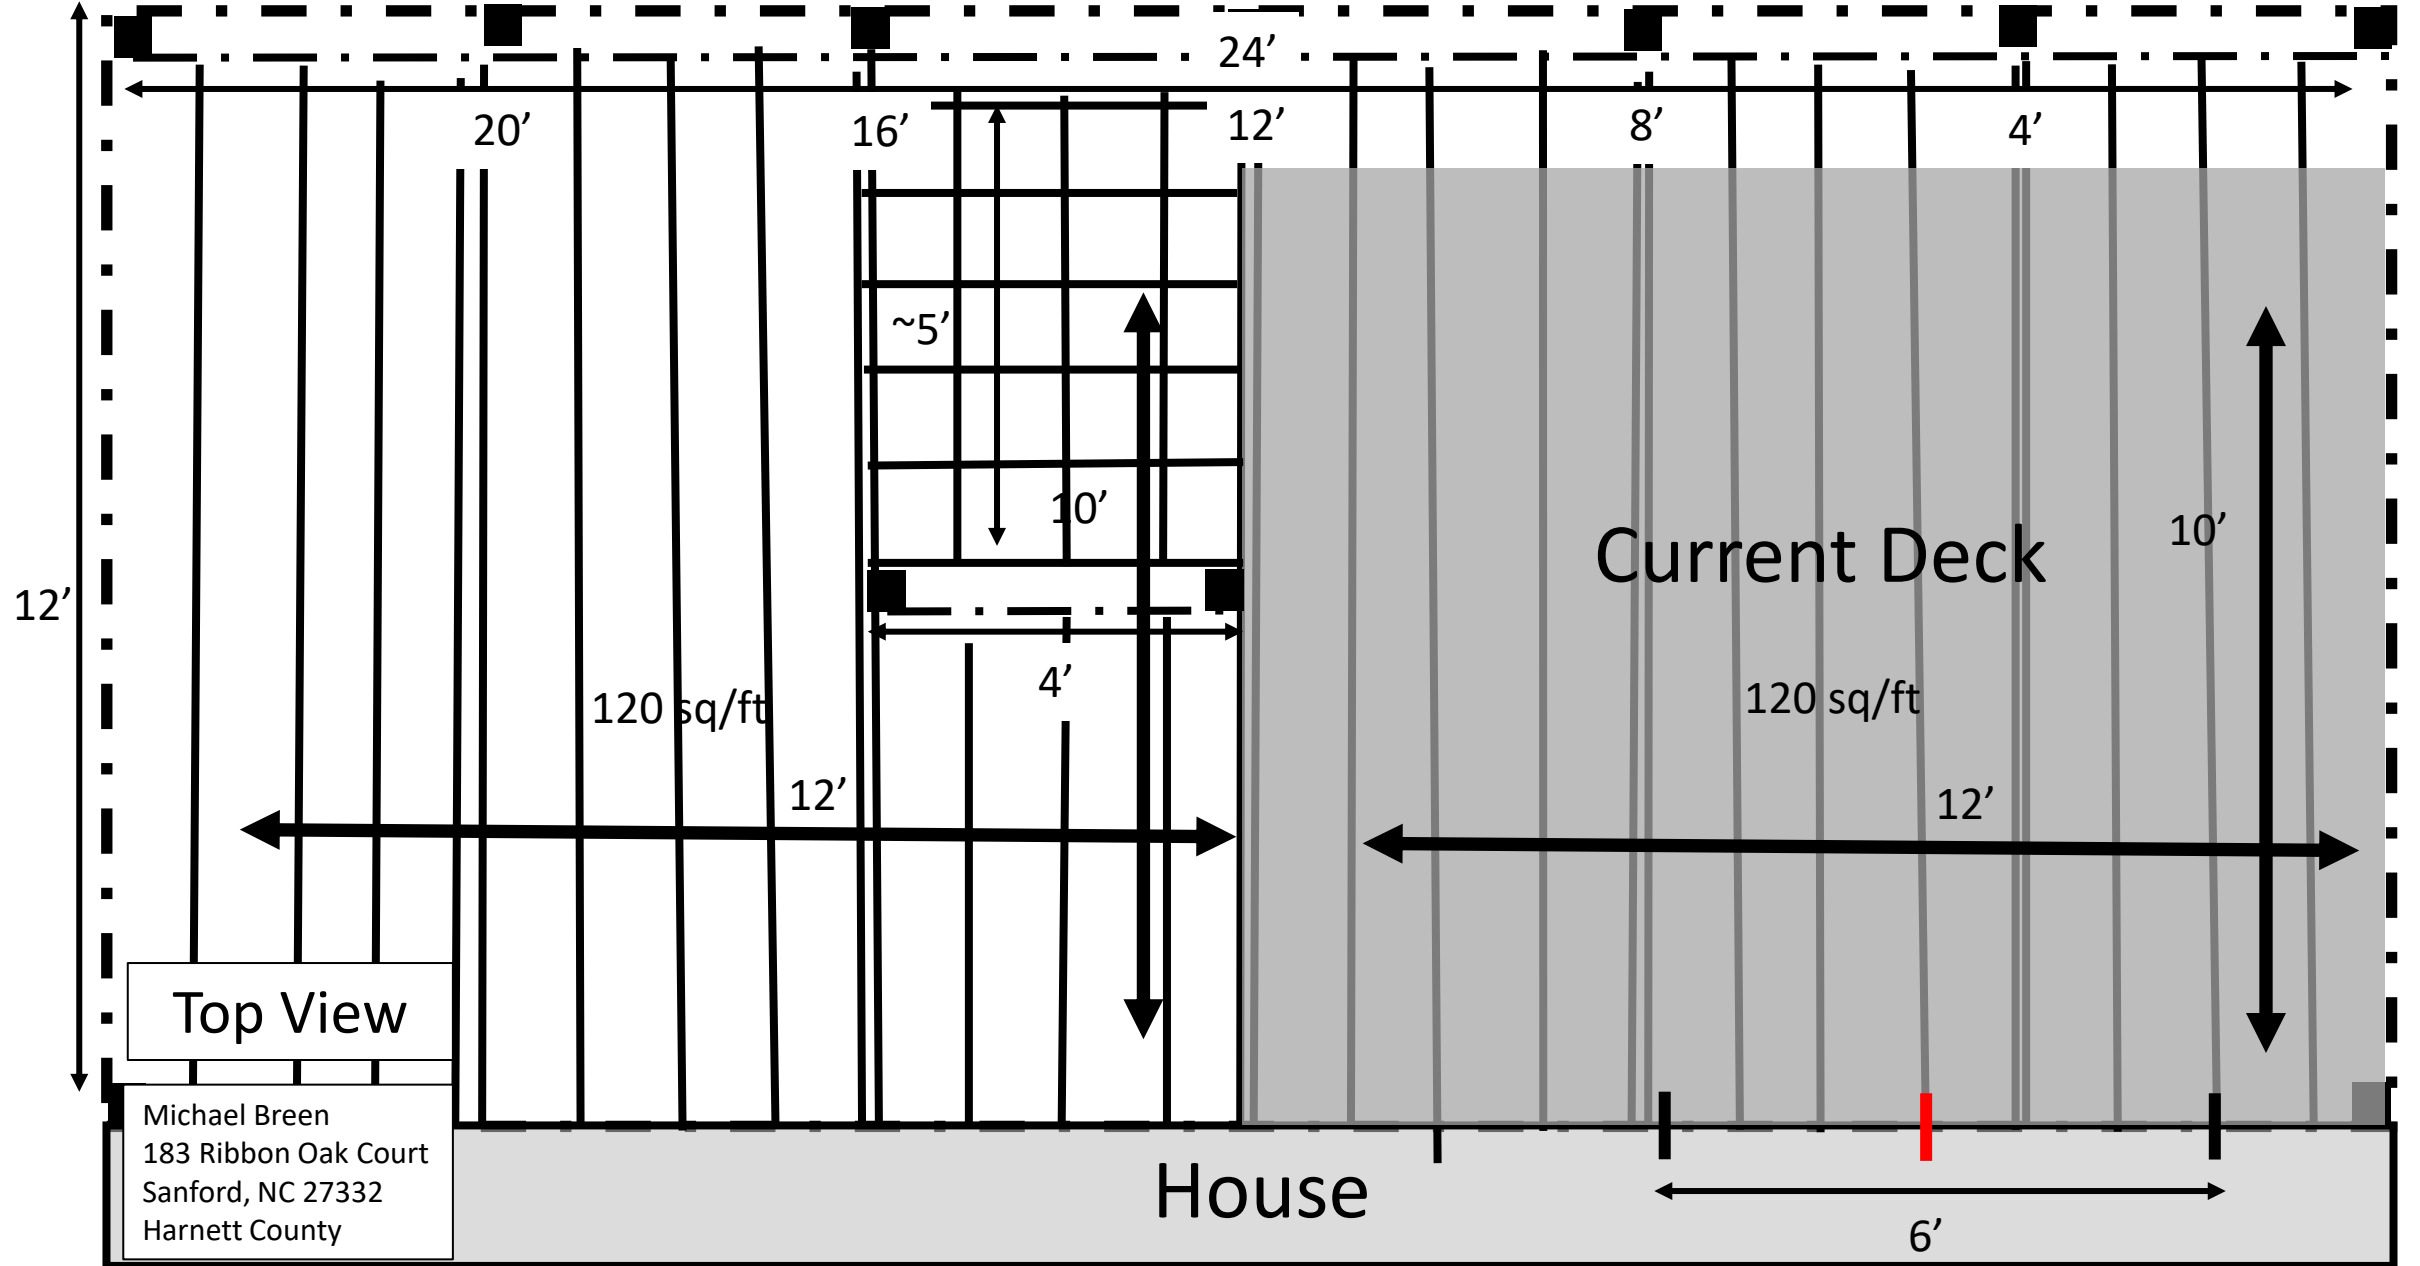 24’
20’
16’
12’
8’
4’
~5’
10’
Current Deck
10’
12’
4’
120 sq/ft
120 sq/ft
12’
12’
Top View
Michael Breen
183 Ribbon Oak Court
Sanford, NC 27332
Harnett County
House
6’